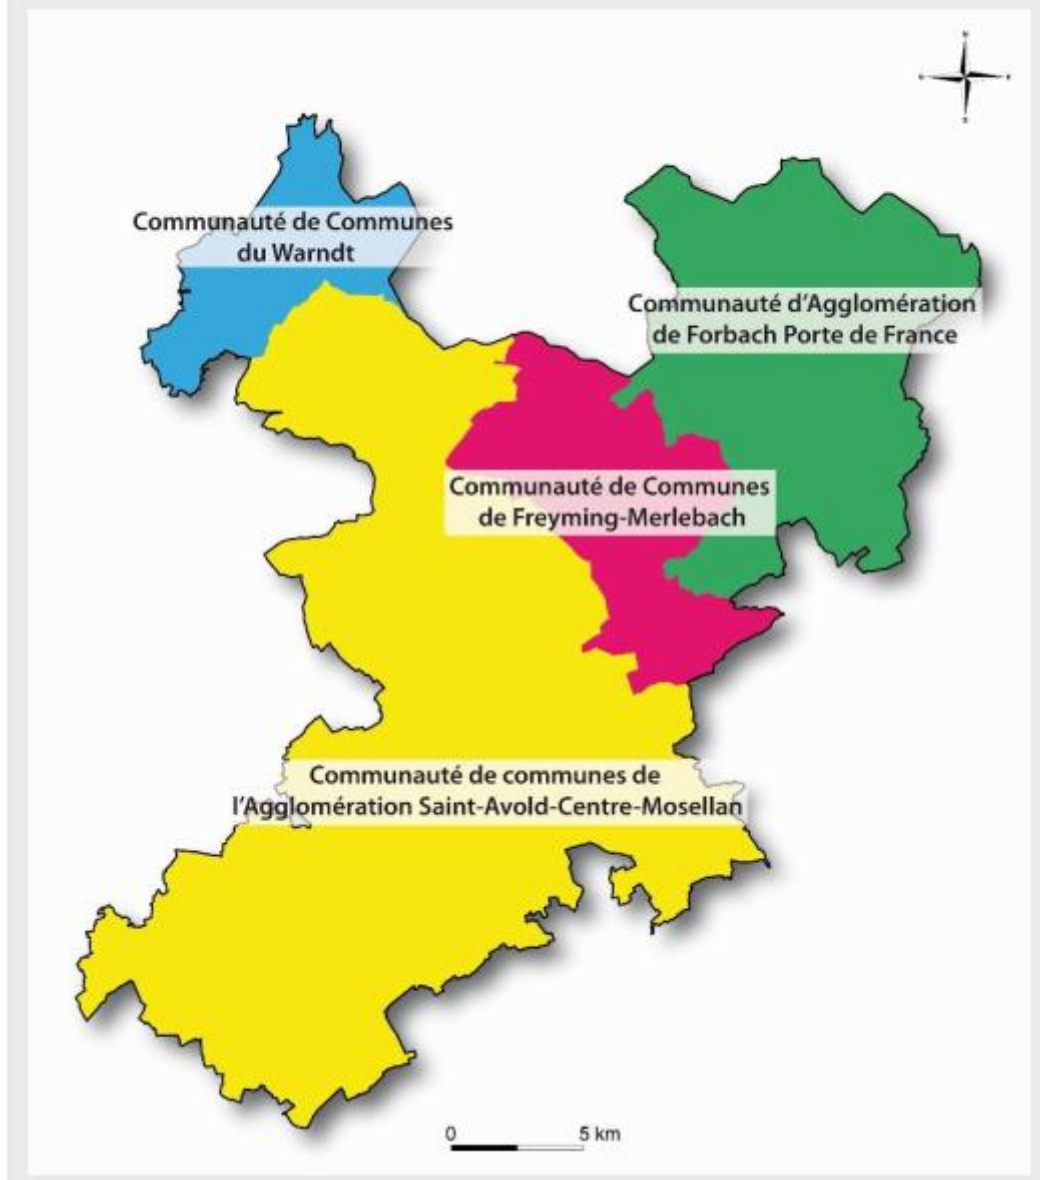 Communauté de Communes
du Warndt
Communauté d'Agglomération
de Forbach Porte de France
Communauté de Communes
de Freyming-Merlebach
Communauté de communes de
l'Agglomération Saint-Avold-Centre-Mosellan
0 5 km